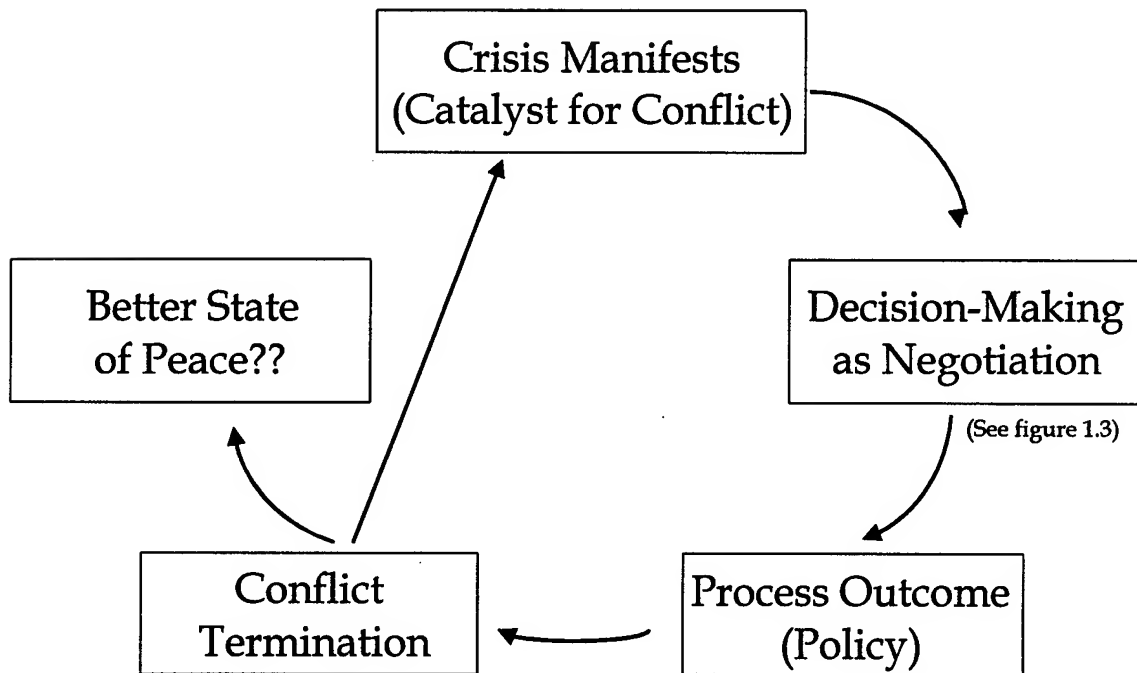 Crisis Manifests
(Catalyst for Conflict)
Decision-Making
as Negotiation
(See figure 1.3)
Process Outcome
(Policy)
Conflict
Termination
Better State
of Peace??